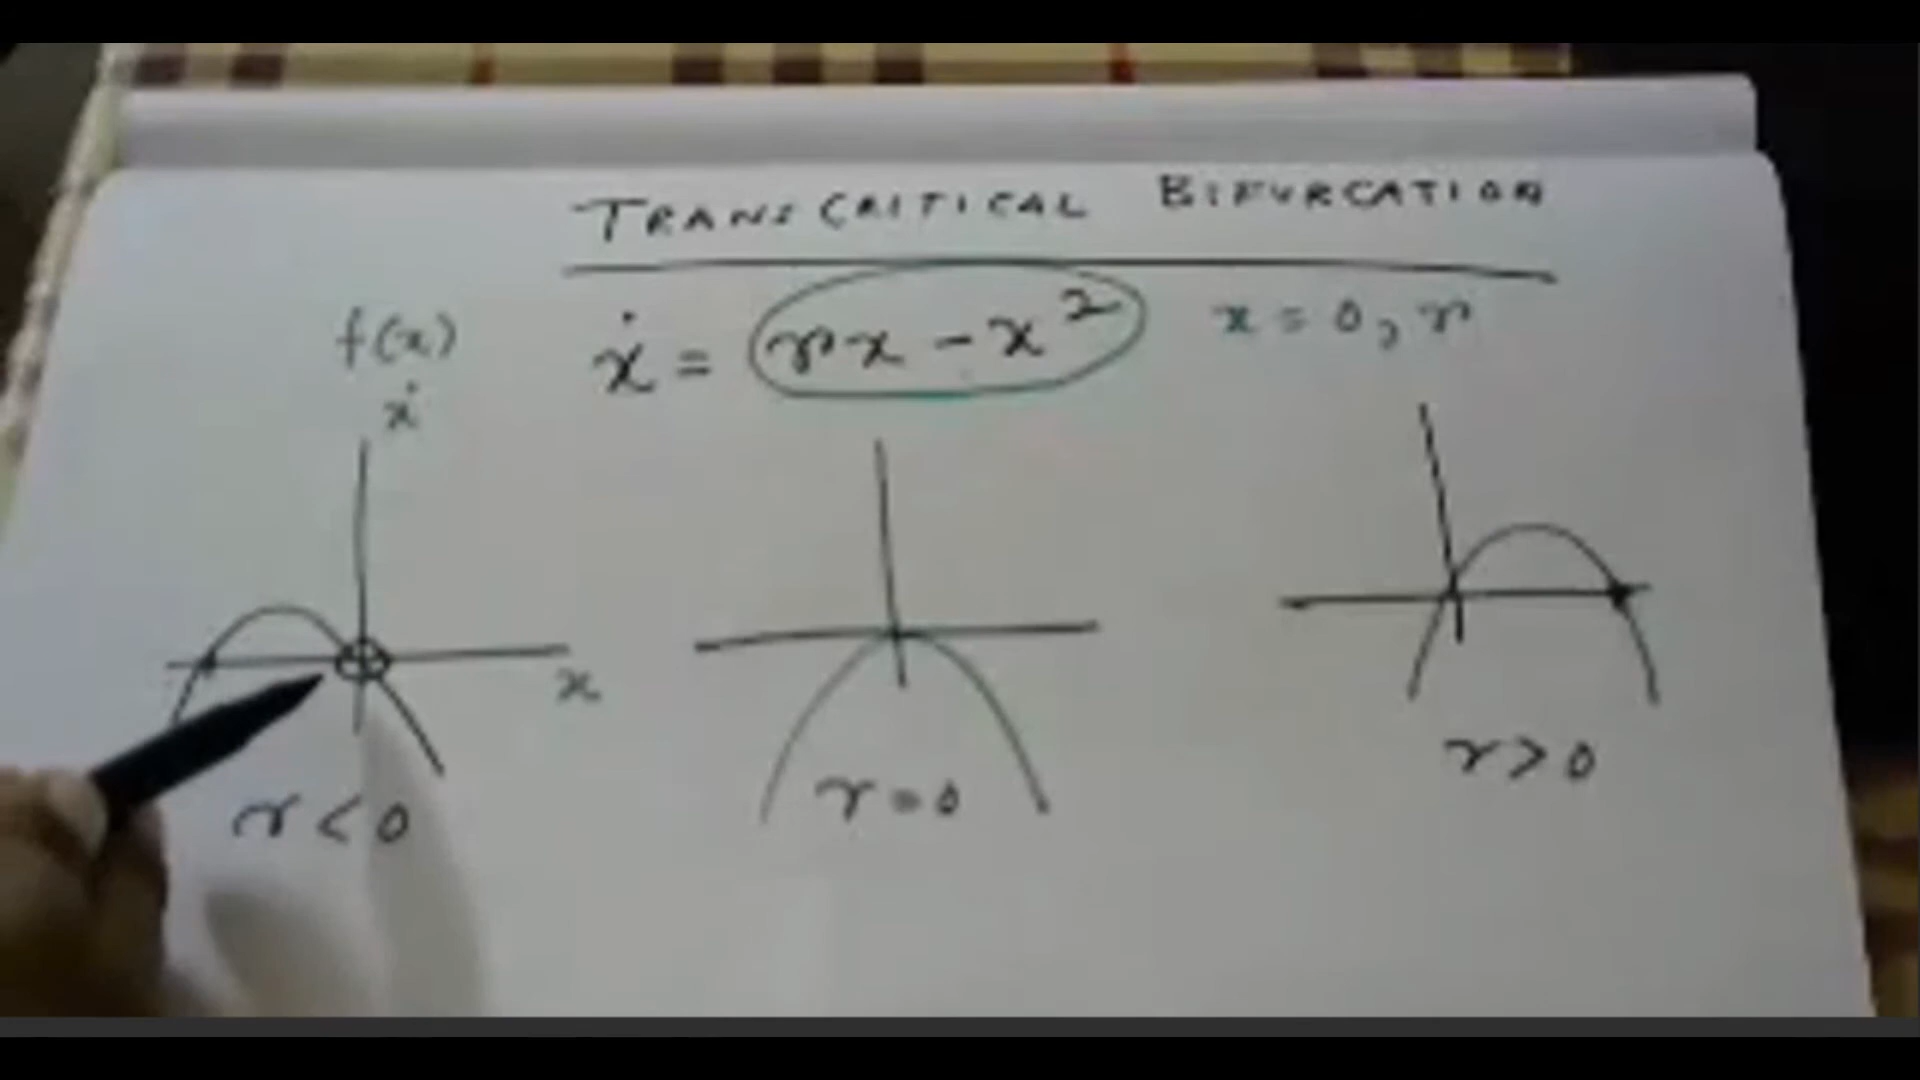 TRANSCRITICAL BIFURCATION
f(x) ẋ = rx - x² x = 0, r
ẋ
x
r < 0 r = 0 r > 0